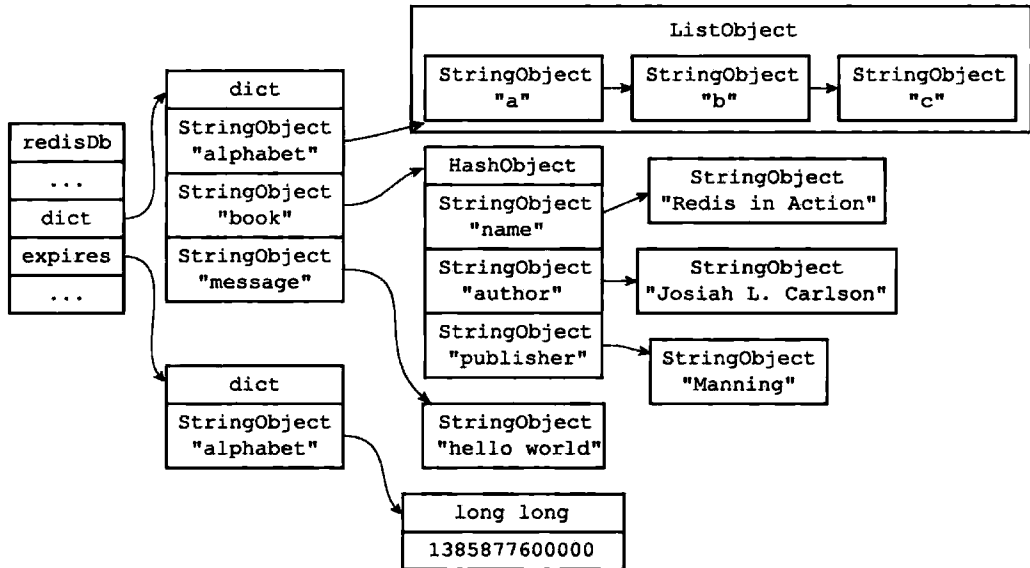 ListObject
StringObject
"a"
StringObject
"b"
StringObject
"c"
redisDb
...
dict
expires
...
dict
StringObject
"alphabet"
StringObject
"book"
StringObject
"message"
HashObject
StringObject
"name"
StringObject
"author"
StringObject
"publisher"
StringObject
"Redis in Action"
StringObject
"Josiah L. Carlson"
StringObject
"Manning"
StringObject
"hello world"
dict
StringObject
"alphabet"
long long
1385877600000